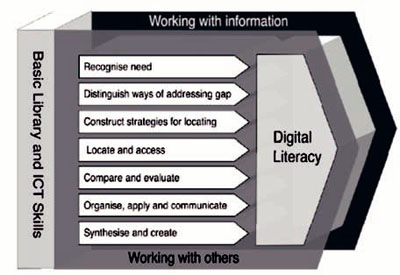 Working with information
Basic Library and ICT Skills
Recognise need
Distinguish ways of addressing gap
Construct strategies for locating
Locate and access
Compare and evaluate
Organise, apply and communicate
Synthesise and create
Digital
Literacy
Working with others